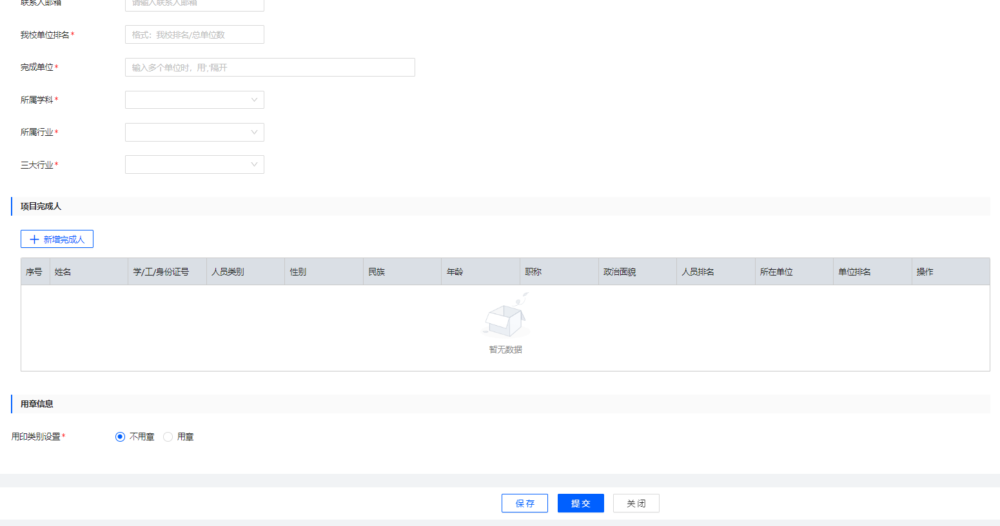 联系人邮箱 请输入联系人邮箱
我校单位排名* 格式：我校排名/总单位数
完成单位* 输入多个单位时，用','隔开
所属学科*
所属行业*
三大行业*
项目完成人
新增完成人
序号 姓名 学/工/身份证号 人员类别 性别 民族 年龄 职称 政治面貌 人员排名 所在单位 单位排名 操作
暂无数据
用章信息
用印类别设置* 不用章 用章
保存 提交 关闭